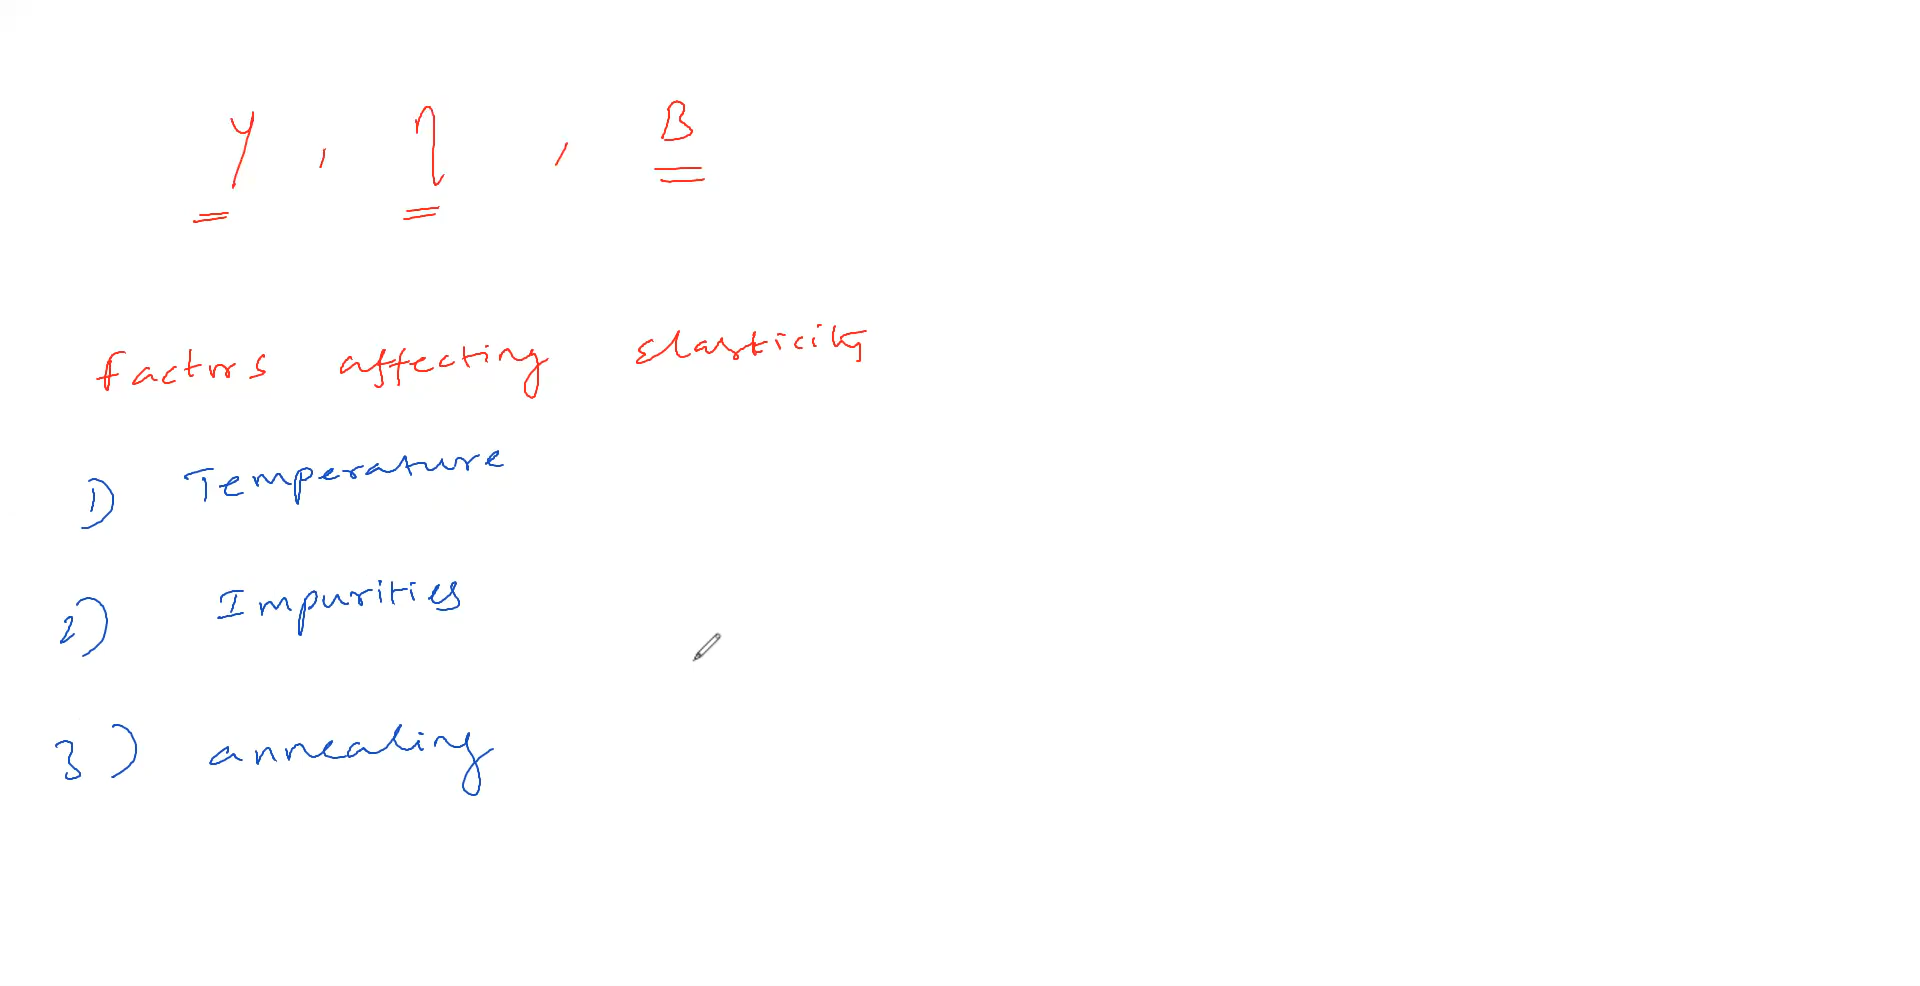 Y , η , B
factors affecting Elasticity
1) Temperature
2) Impurities
3) annealing